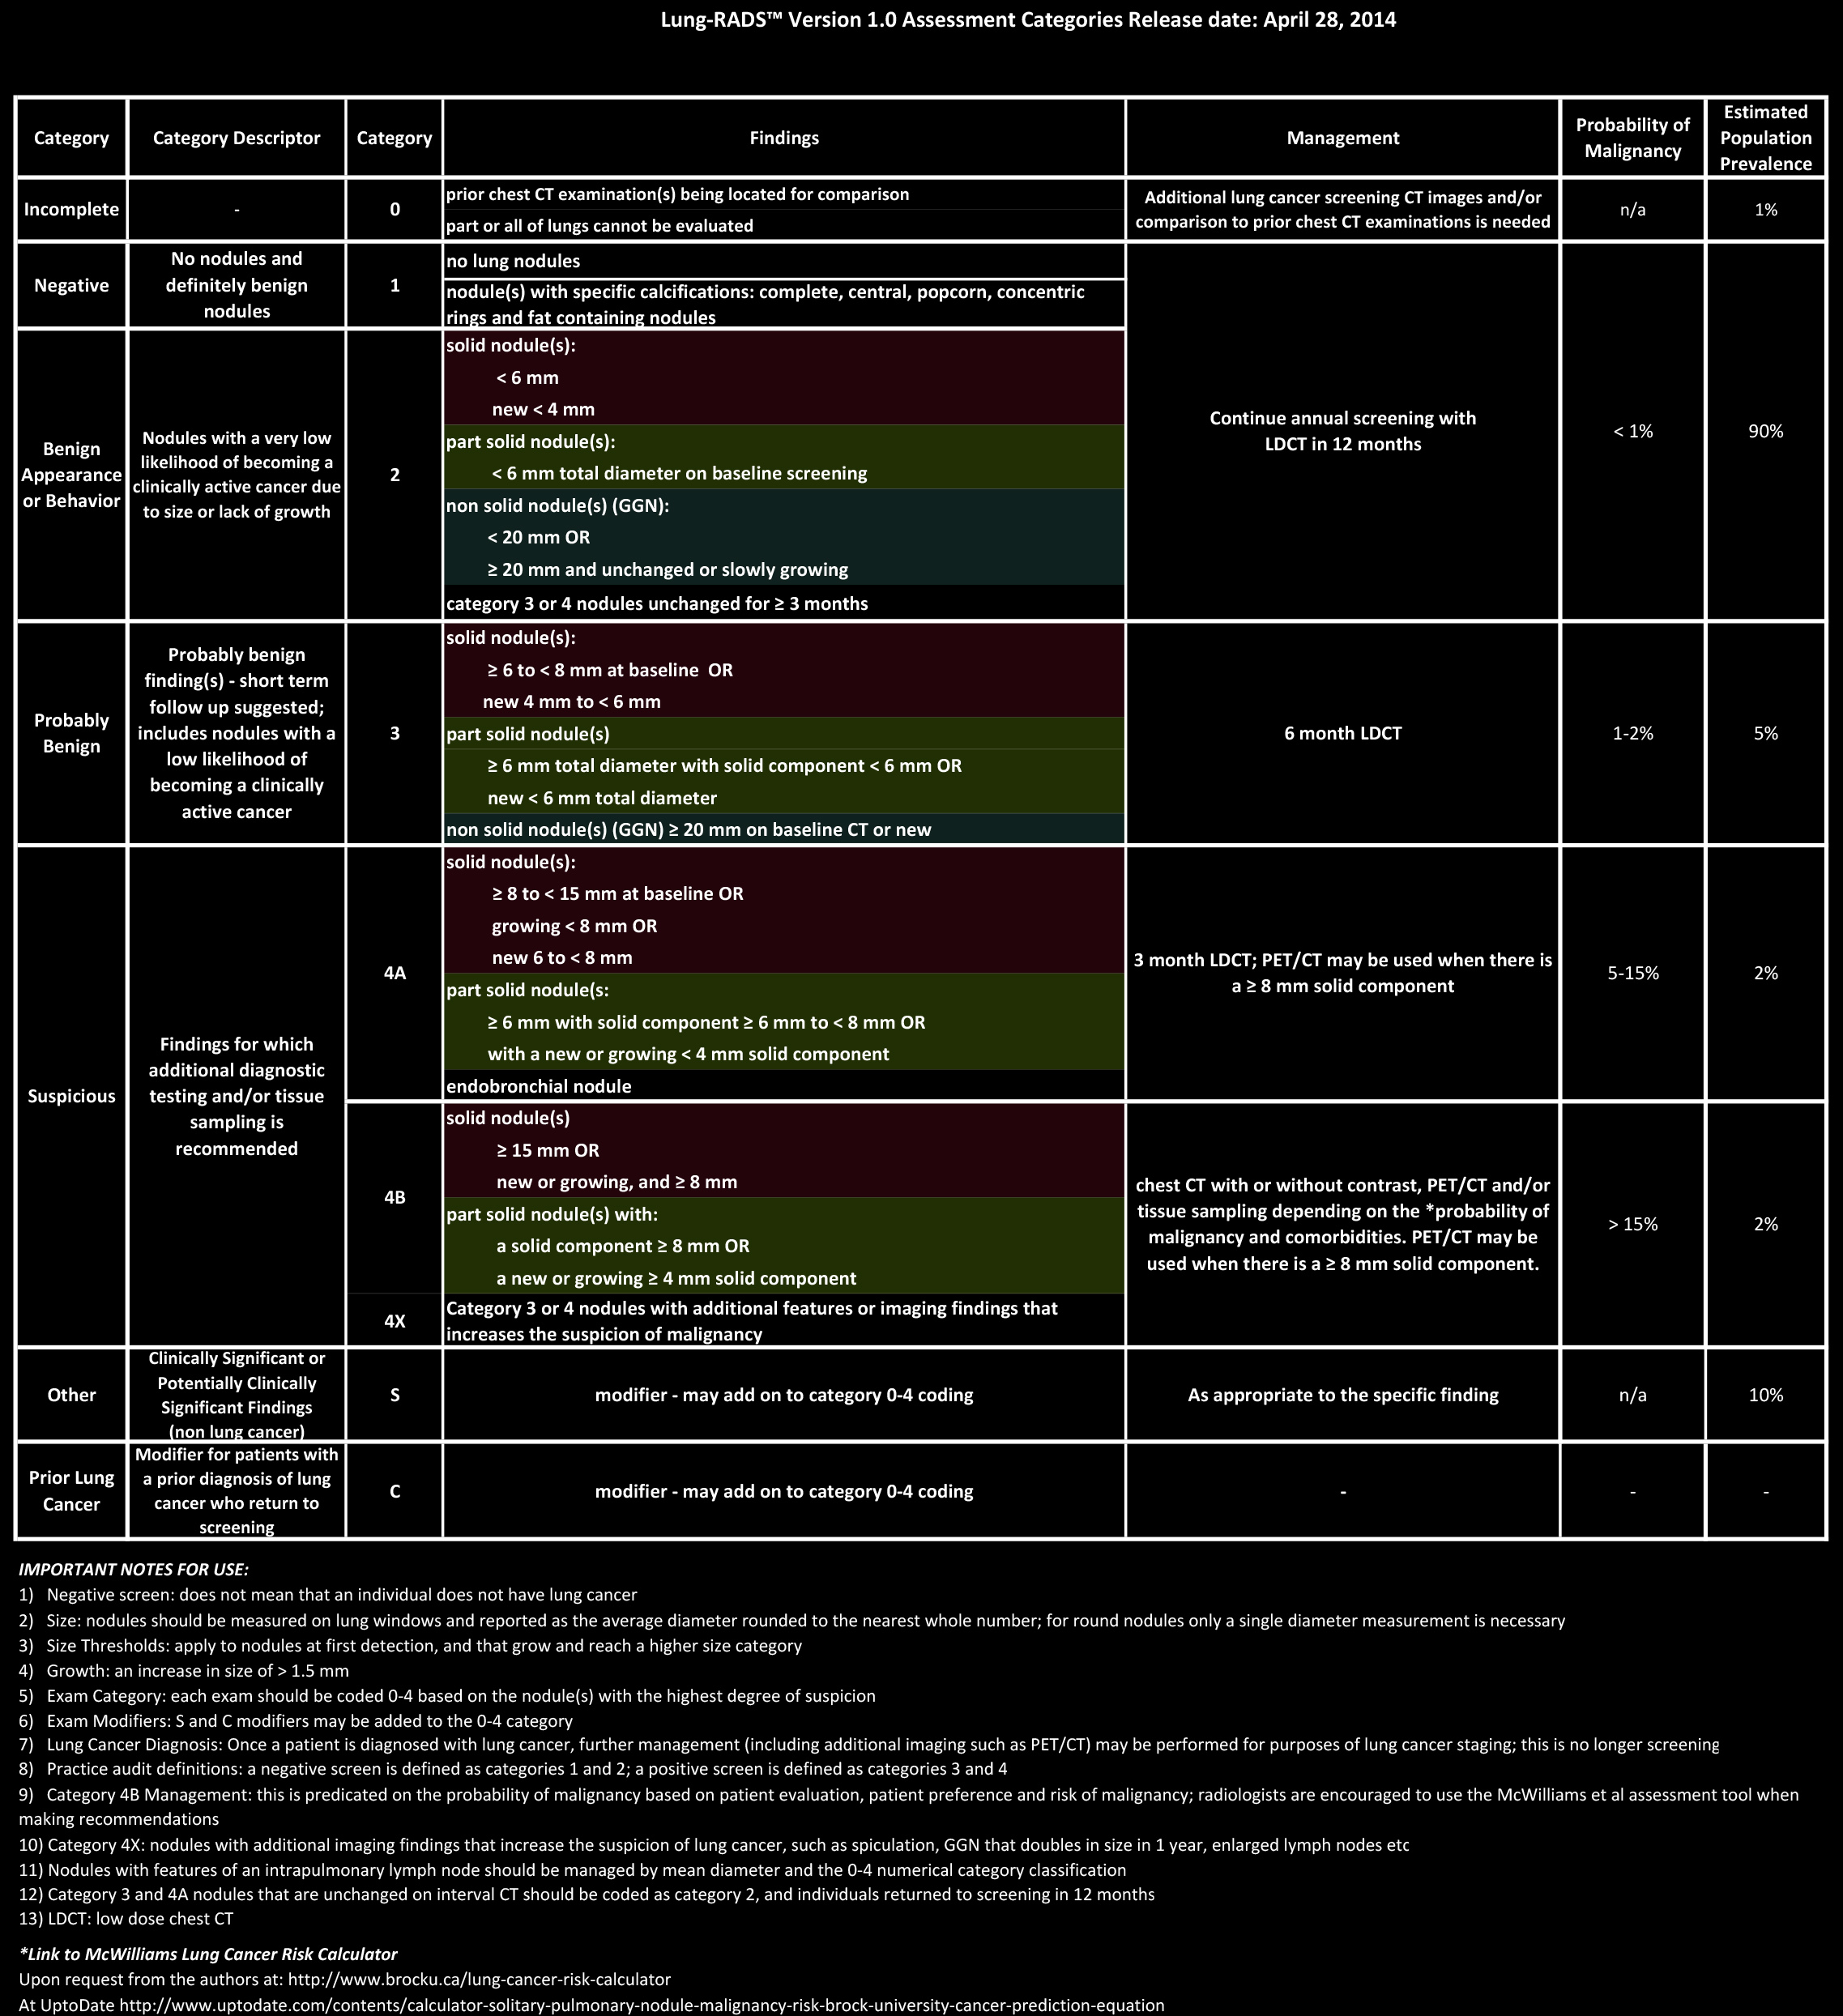 Lung-RADS™ Version 1.0 Assessment Categories Release date: April 28, 2014
Category
Category Descriptor
Category
Findings
Management
Probability of
Malignancy
Estimated
Population
Prevalence
Incomplete
-
0
prior chest CT examination(s) being located for comparison
part or all of lungs cannot be evaluated
Additional lung cancer screening CT images and/or
comparison to prior chest CT examinations is needed
n/a
1%
Negative
No nodules and
definitely benign
nodules
1
no lung nodules
nodule(s) with specific calcifications: complete, central, popcorn, concentric
rings and fat containing nodules
Continue annual screening with
LDCT in 12 months
< 1%
90%
Benign
Appearance
or Behavior
Nodules with a very low
likelihood of becoming a
clinically active cancer due
to size or lack of growth
2
solid nodule(s):
< 6 mm
new < 4 mm
part solid nodule(s):
< 6 mm total diameter on baseline screening
non solid nodule(s) (GGN):
< 20 mm OR
≥ 20 mm and unchanged or slowly growing
category 3 or 4 nodules unchanged for ≥ 3 months
Probably
Benign
Probably benign
finding(s) - short term
follow up suggested;
includes nodules with a
low likelihood of
becoming a clinically
active cancer
3
solid nodule(s):
≥ 6 to < 8 mm at baseline  OR
new 4 mm to < 6 mm
part solid nodule(s)
≥ 6 mm total diameter with solid component < 6 mm OR
new < 6 mm total diameter
non solid nodule(s) (GGN) ≥ 20 mm on baseline CT or new
6 month LDCT
1-2%
5%
Suspicious
Findings for which
additional diagnostic
testing and/or tissue
sampling is
recommended
4A
solid nodule(s):
≥ 8 to < 15 mm at baseline OR
growing < 8 mm OR
new 6 to < 8 mm
part solid nodule(s:
≥ 6 mm with solid component ≥ 6 mm to < 8 mm OR
with a new or growing < 4 mm solid component
endobronchial nodule
3 month LDCT; PET/CT may be used when there is
a ≥ 8 mm solid component
5-15%
2%
4B
solid nodule(s)
≥ 15 mm OR
new or growing, and ≥ 8 mm
part solid nodule(s) with:
a solid component ≥ 8 mm OR
a new or growing ≥ 4 mm solid component
chest CT with or without contrast, PET/CT and/or
tissue sampling depending on the *probability of
malignancy and comorbidities. PET/CT may be
used when there is a ≥ 8 mm solid component.
> 15%
2%
4X
Category 3 or 4 nodules with additional features or imaging findings that
increases the suspicion of malignancy
Other
Clinically Significant or
Potentially Clinically
Significant Findings
(non lung cancer)
S
modifier - may add on to category 0-4 coding
As appropriate to the specific finding
n/a
10%
Prior Lung
Cancer
Modifier for patients with
a prior diagnosis of lung
cancer who return to
screening
C
modifier - may add on to category 0-4 coding
-
-
-
IMPORTANT NOTES FOR USE:
1) Negative screen: does not mean that an individual does not have lung cancer
2) Size: nodules should be measured on lung windows and reported as the average diameter rounded to the nearest whole number; for round nodules only a single diameter measurement is necessary
3) Size Thresholds: apply to nodules at first detection, and that grow and reach a higher size category
4) Growth: an increase in size of > 1.5 mm
5) Exam Category: each exam should be coded 0-4 based on the nodule(s) with the highest degree of suspicion
6) Exam Modifiers: S and C modifiers may be added to the 0-4 category
7) Lung Cancer Diagnosis: Once a patient is diagnosed with lung cancer, further management (including additional imaging such as PET/CT) may be performed for purposes of lung cancer staging; this is no longer screening
8) Practice audit definitions: a negative screen is defined as categories 1 and 2; a positive screen is defined as categories 3 and 4
9) Category 4B Management: this is predicated on the probability of malignancy based on patient evaluation, patient preference and risk of malignancy; radiologists are encouraged to use the McWilliams et al assessment tool when
making recommendations
10) Category 4X: nodules with additional imaging findings that increase the suspicion of lung cancer, such as spiculation, GGN that doubles in size in 1 year, enlarged lymph nodes etc
11) Nodules with features of an intrapulmonary lymph node should be managed by mean diameter and the 0-4 numerical category classification
12) Category 3 and 4A nodules that are unchanged on interval CT should be coded as category 2, and individuals returned to screening in 12 months
13) LDCT: low dose chest CT
*Link to McWilliams Lung Cancer Risk Calculator
Upon request from the authors at: http://www.brocku.ca/lung-cancer-risk-calculator
At UptoDate http://www.uptodate.com/contents/calculator-solitary-pulmonary-nodule-malignancy-risk-brock-university-cancer-prediction-equation